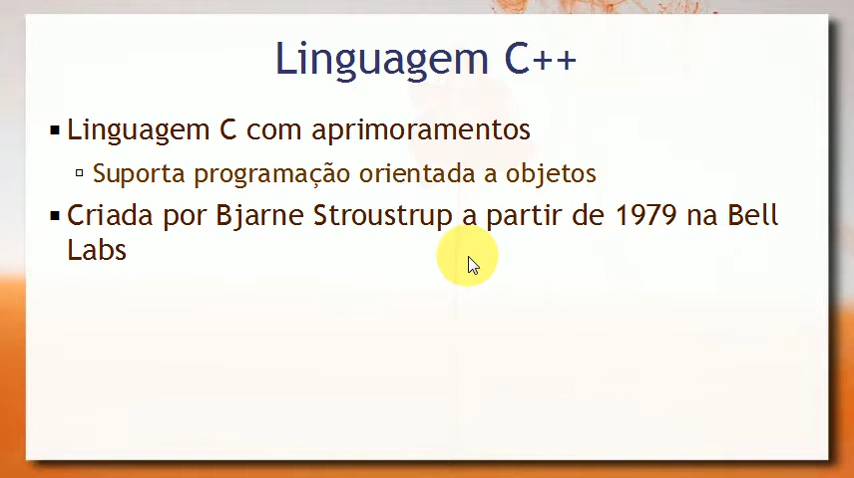 Linguagem C++
Linguagem C com aprimoramentos
Suporta programação orientada a objetos
Criada por Bjarne Stroustrup a partir de 1979 na Bell
Labs